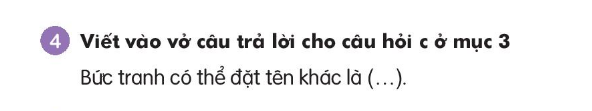 4 Viết vào vở câu trả lời cho câu hỏi c ở mục 3
Bức tranh có thể đặt tên khác là (...).